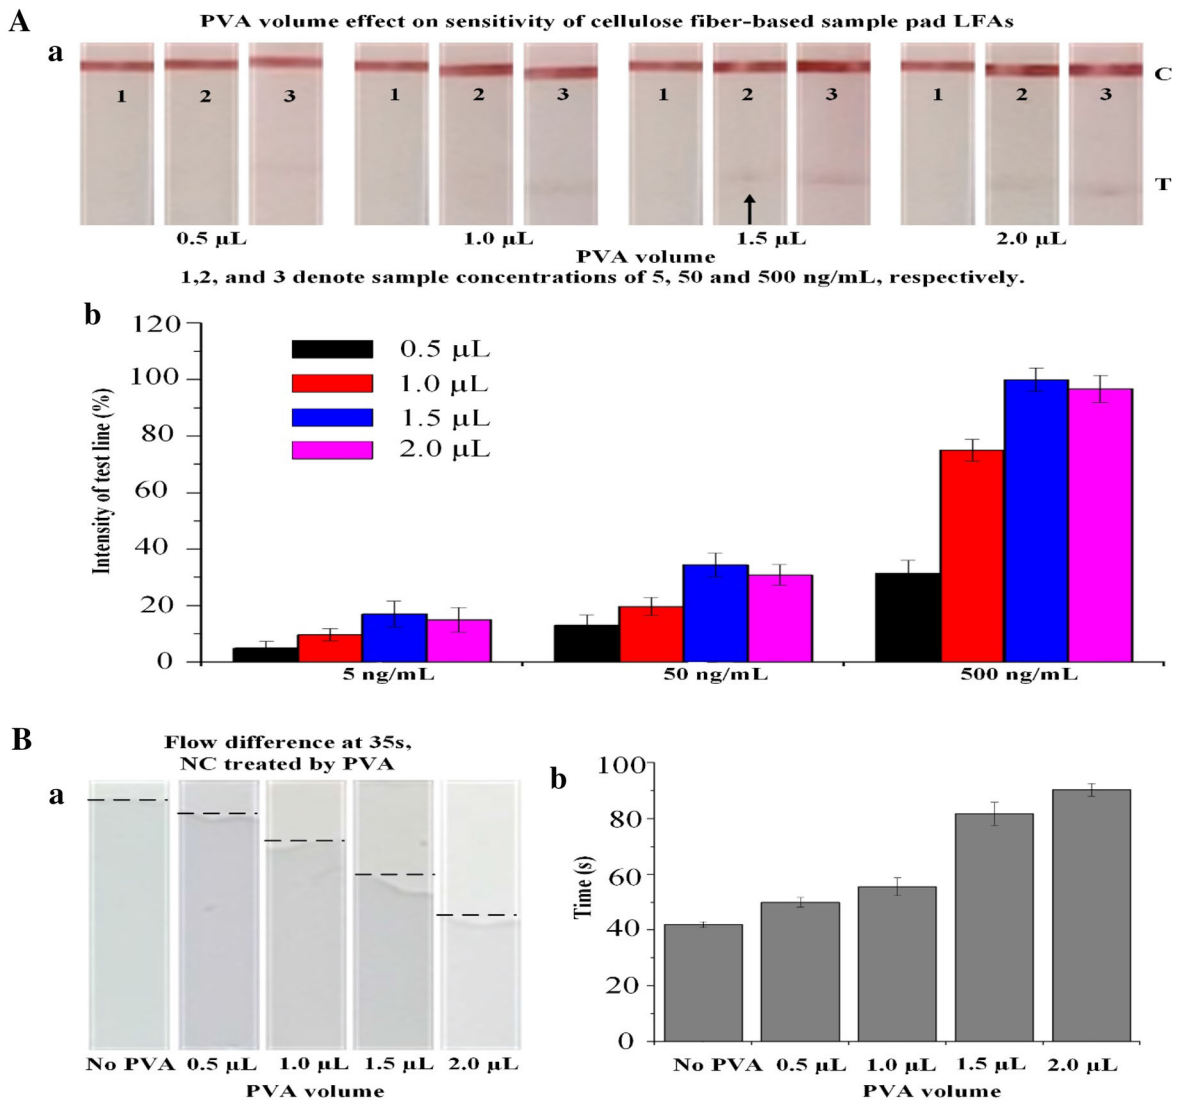 A
PVA volume effect on sensitivity of cellulose fiber-based sample pad LFAs
a
1 2 3 1 2 3 1 2 3 1 2 3
C
T
0.5 μL 1.0 μL 1.5 μL 2.0 μL
PVA volume
1,2, and 3 denote sample concentrations of 5, 50 and 500 ng/mL, respectively.
b
Intensity of test line (%)
120
100
80
60
40
20
0
0.5 μL
1.0 μL
1.5 μL
2.0 μL
5 ng/mL 50 ng/mL 500 ng/mL
B
Flow difference at 35s,
NC treated by PVA
a
No PVA 0.5 μL 1.0 μL 1.5 μL 2.0 μL
PVA volume
b
Time (s)
100
80
60
40
20
0
No PVA 0.5 μL 1.0 μL 1.5 μL 2.0 μL
PVA volume